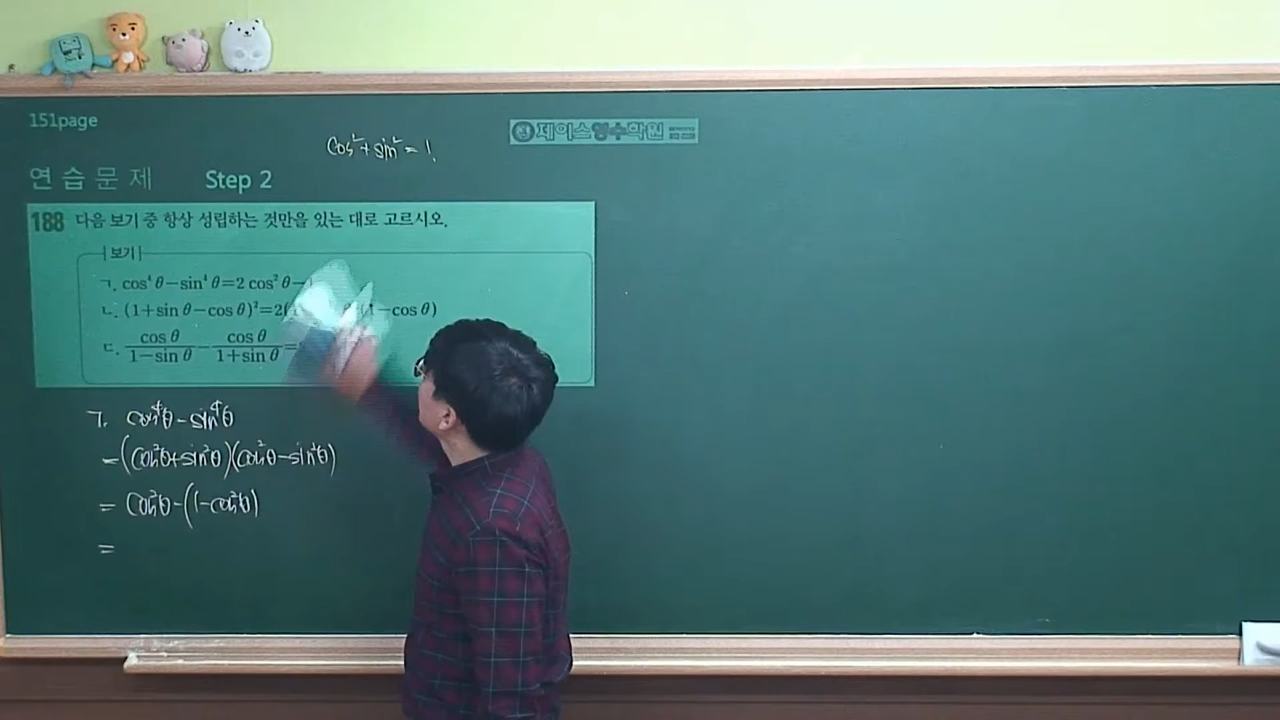 151page
제이스영수학원
cos²+sin²=1.
연습문제 Step 2
188 다음 보기 중 항상 성립하는 것만을 있는 대로 고르시오.
보기
ㄱ. cos⁴θ−sin⁴θ=2cos²θ−
ㄴ. (1+sinθ−cosθ)²=2( (1−cosθ)
ㄷ. cosθ/(1−sinθ) − cosθ/(1+sinθ) =
ㄱ. cos⁴θ−sin⁴θ
=(cos²θ+sin²θ)(cos²θ−sin²θ)
= cos²θ−(1−cos²θ)
=